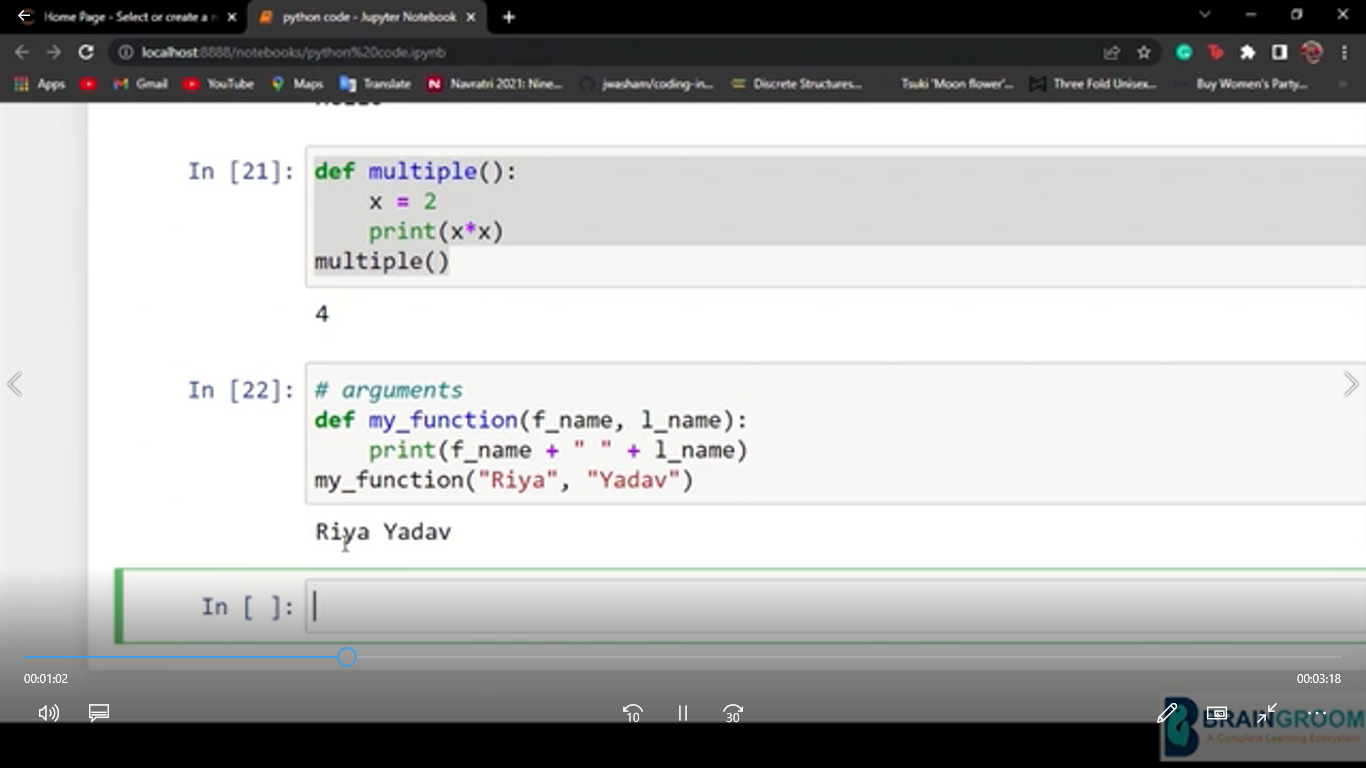 Home Page - Select or create a n
python code - Jupyter Notebook
localhost:8888/notebooks/python%20code.ipynb
Apps
Gmail
YouTube
Maps
Translate
Navratri 2021: Nine...
jwasham/coding-in...
Discrete Structures...
Tsuki 'Moon flower'...
Three Fold Unisex...
Buy Women's Party...
In [21]:
def multiple():
    x = 2
    print(x*x)
multiple()
4
In [22]:
# arguments
def my_function(f_name, l_name):
    print(f_name + " " + l_name)
my_function("Riya", "Yadav")
Riya Yadav
In [ ]:
00:01:02
00:03:18
10
30
BRAINGROOM
A Complete Learning Ecosystem